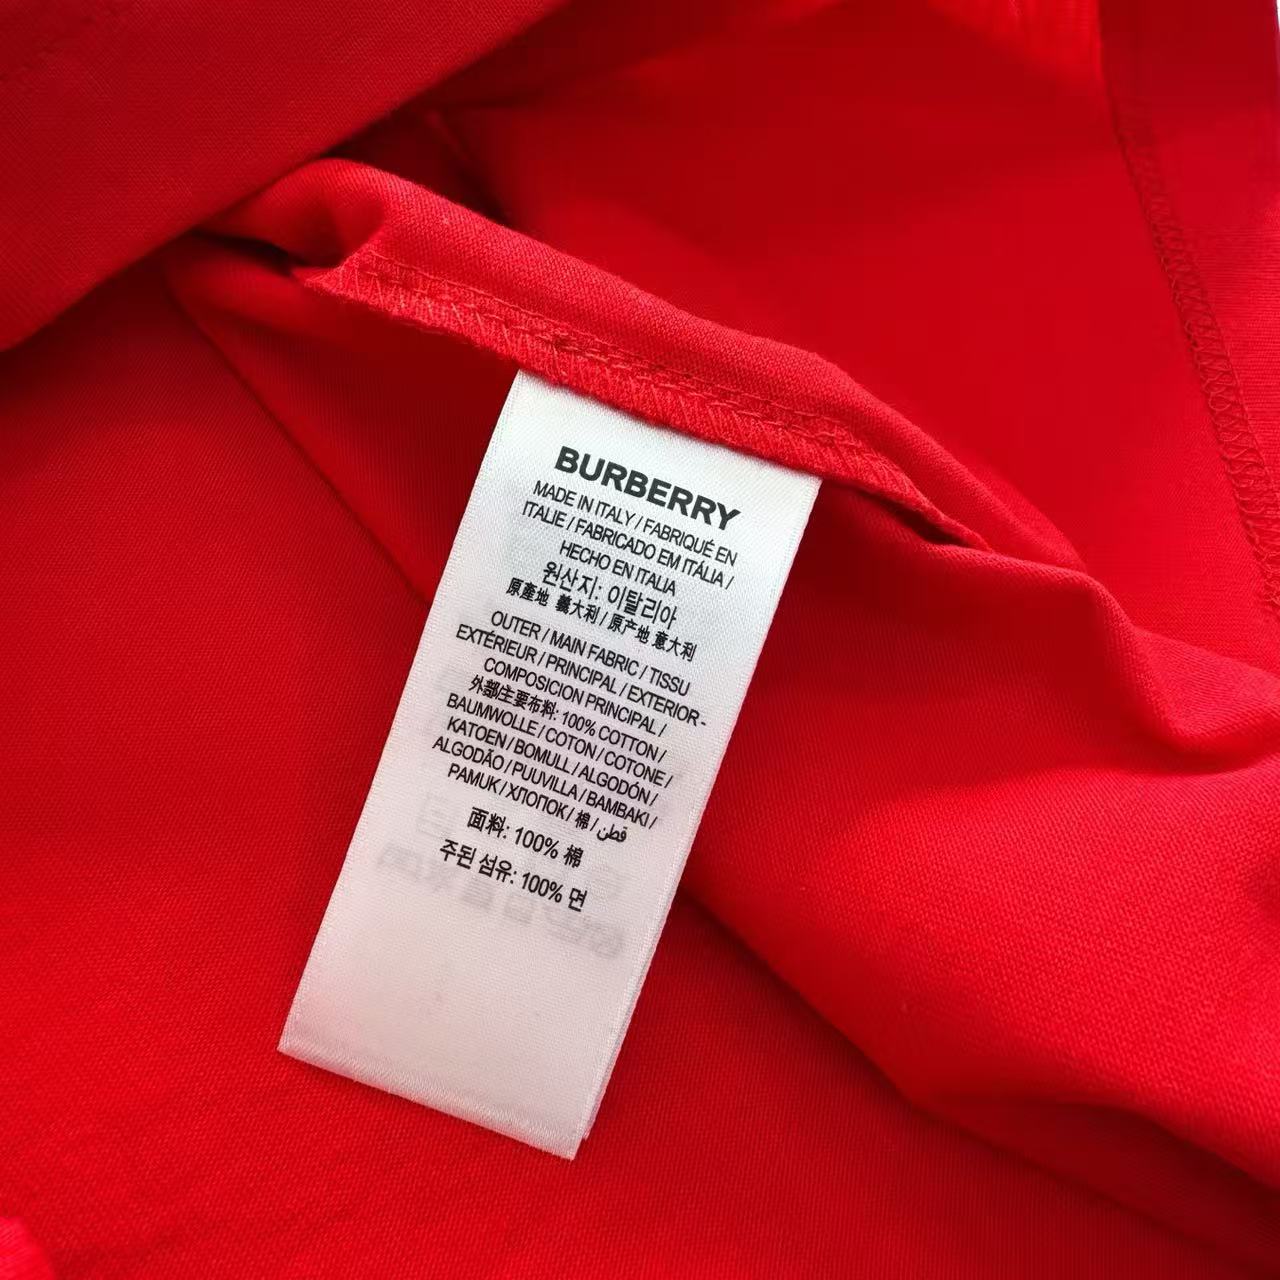 BURBERRY
MADE IN ITALY / FABRIQUÉ EN
ITALIE / FABRICADO EM ITÁLIA /
HECHO EN ITALIA
원산지: 이탈리아
原產地 義大利 / 原产地 意大利
OUTER / MAIN FABRIC / TISSU
EXTÉRIEUR / PRINCIPAL / EXTERIOR-
COMPOSICION PRINCIPAL /
外部/主要布料: 100% COTTON /
BAUMWOLLE / COTON / COTONE /
KATOEN / BOMULL / ALGODÓN /
ALGODÃO / PUUVILLA / BAMBAKI /
PAMUK / ХЛОПОК / 棉 / قطن
面料: 100% 棉
주된 섬유: 100% 면